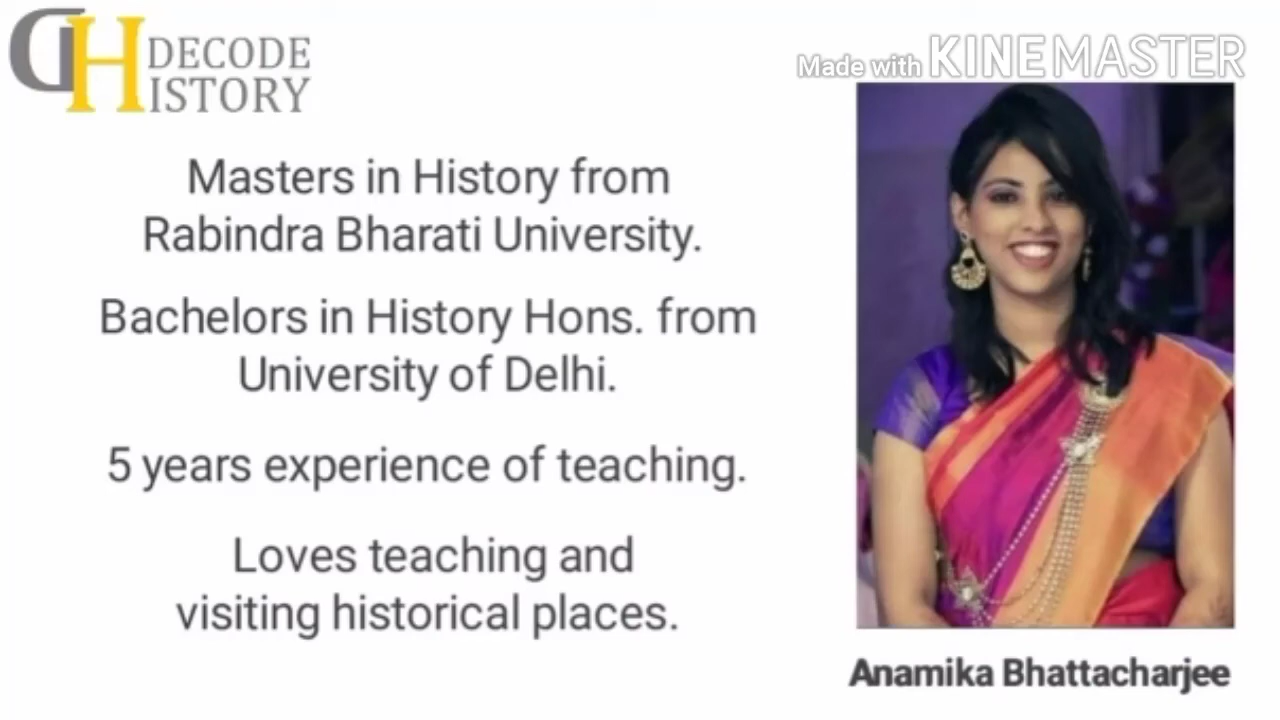 DH DECODE
HISTORY
Made with KINEMASTER
Masters in History from
Rabindra Bharati University.
Bachelors in History Hons. from
University of Delhi.
5 years experience of teaching.
Loves teaching and
visiting historical places.
Anamika Bhattacharjee